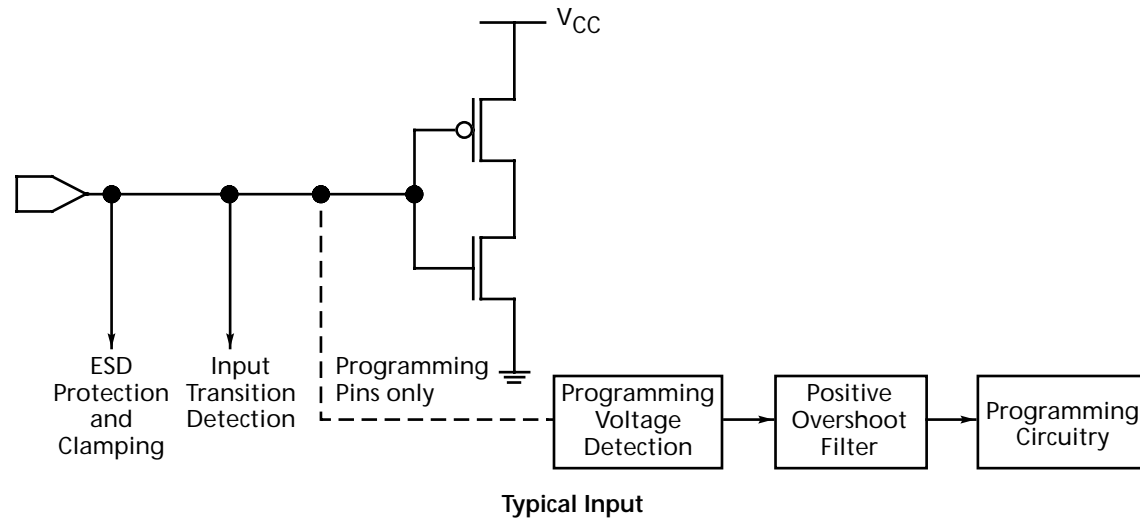 VCC
ESD
Protection
and
Clamping
Input
Transition
Detection
Programming
Pins only
Programming
Voltage
Detection
Positive
Overshoot
Filter
Programming
Circuitry
Typical Input